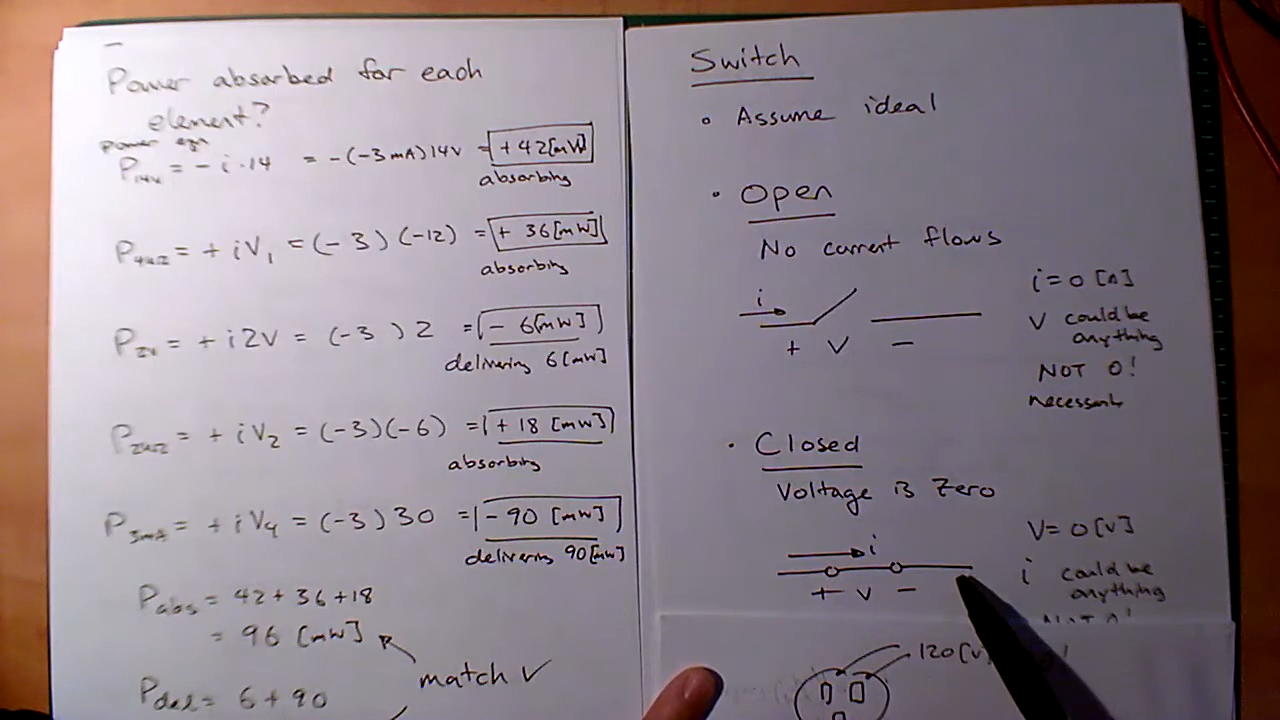 Power absorbed for each
element?
power eqn
P14V = - i · 14 = -(-3mA)14V = +42[mW]
absorbing
P4kΩ = + iV1 = (-3)(-12) = + 36[mW]
absorbing
P2V = + i2V = (-3)2 = - 6[mW]
delivering 6[mW]
P2kΩ = + iV2 = (-3)(-6) = + 18 [mW]
absorbing
P3mA = + iV4 = (-3)30 = - 90 [mW]
delivering 90[mW]
Pabs = 42+36+18
= 96 [mW]
match √
Pdel = 6+90
Switch
Assume ideal
Open
No current flows
i = 0 [A]
i
V could be
anything
+ V -
NOT 0!
Closed
Voltage is Zero
V = 0 [V]
i
i could be
anything
+ V -
120[V]